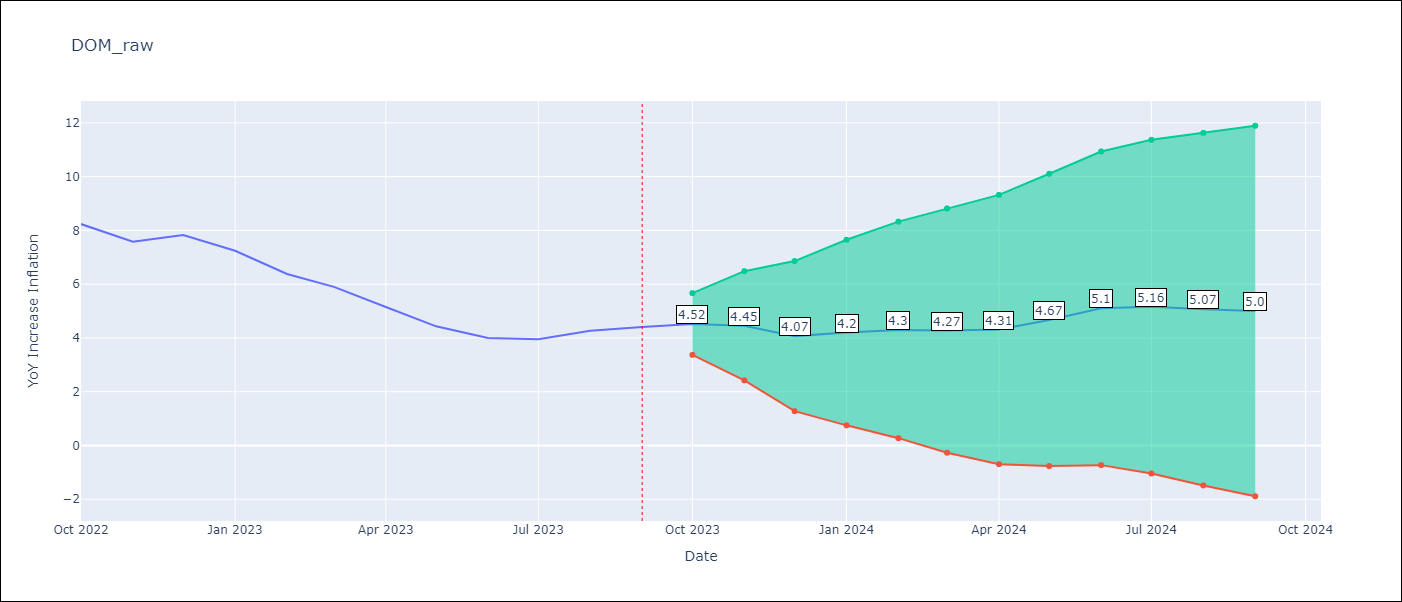 DOM_raw
YoY Increase Inflation
12
10
8
6
4
2
0
−2
4.52
4.45
4.07
4.2
4.3
4.27
4.31
4.67
5.1
5.16
5.07
5.0
Oct 2022
Jan 2023
Apr 2023
Jul 2023
Oct 2023
Jan 2024
Apr 2024
Jul 2024
Oct 2024
Date